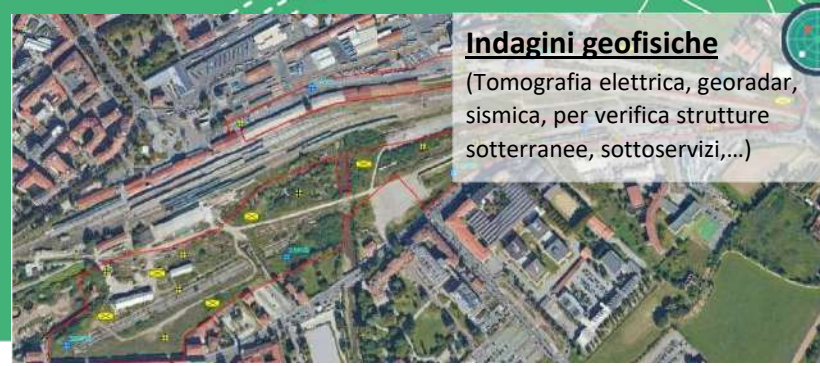 Indagini geofisiche
(Tomografia elettrica, georadar,
sismica, per verifica strutture
sotterranee, sottoservizi,...)